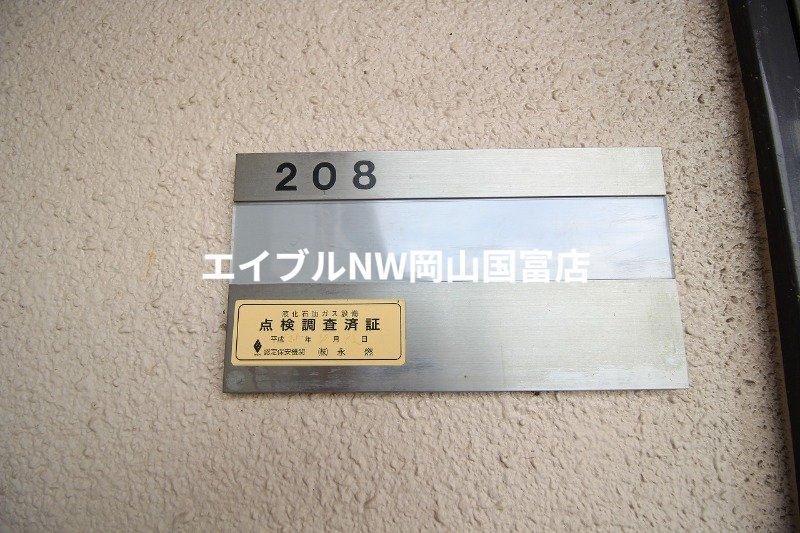 208
エイブルNW岡山国富店
液化石油ガス設備
点検調査済証
平成 年 月 日
認定保安機関 ㈱永燃